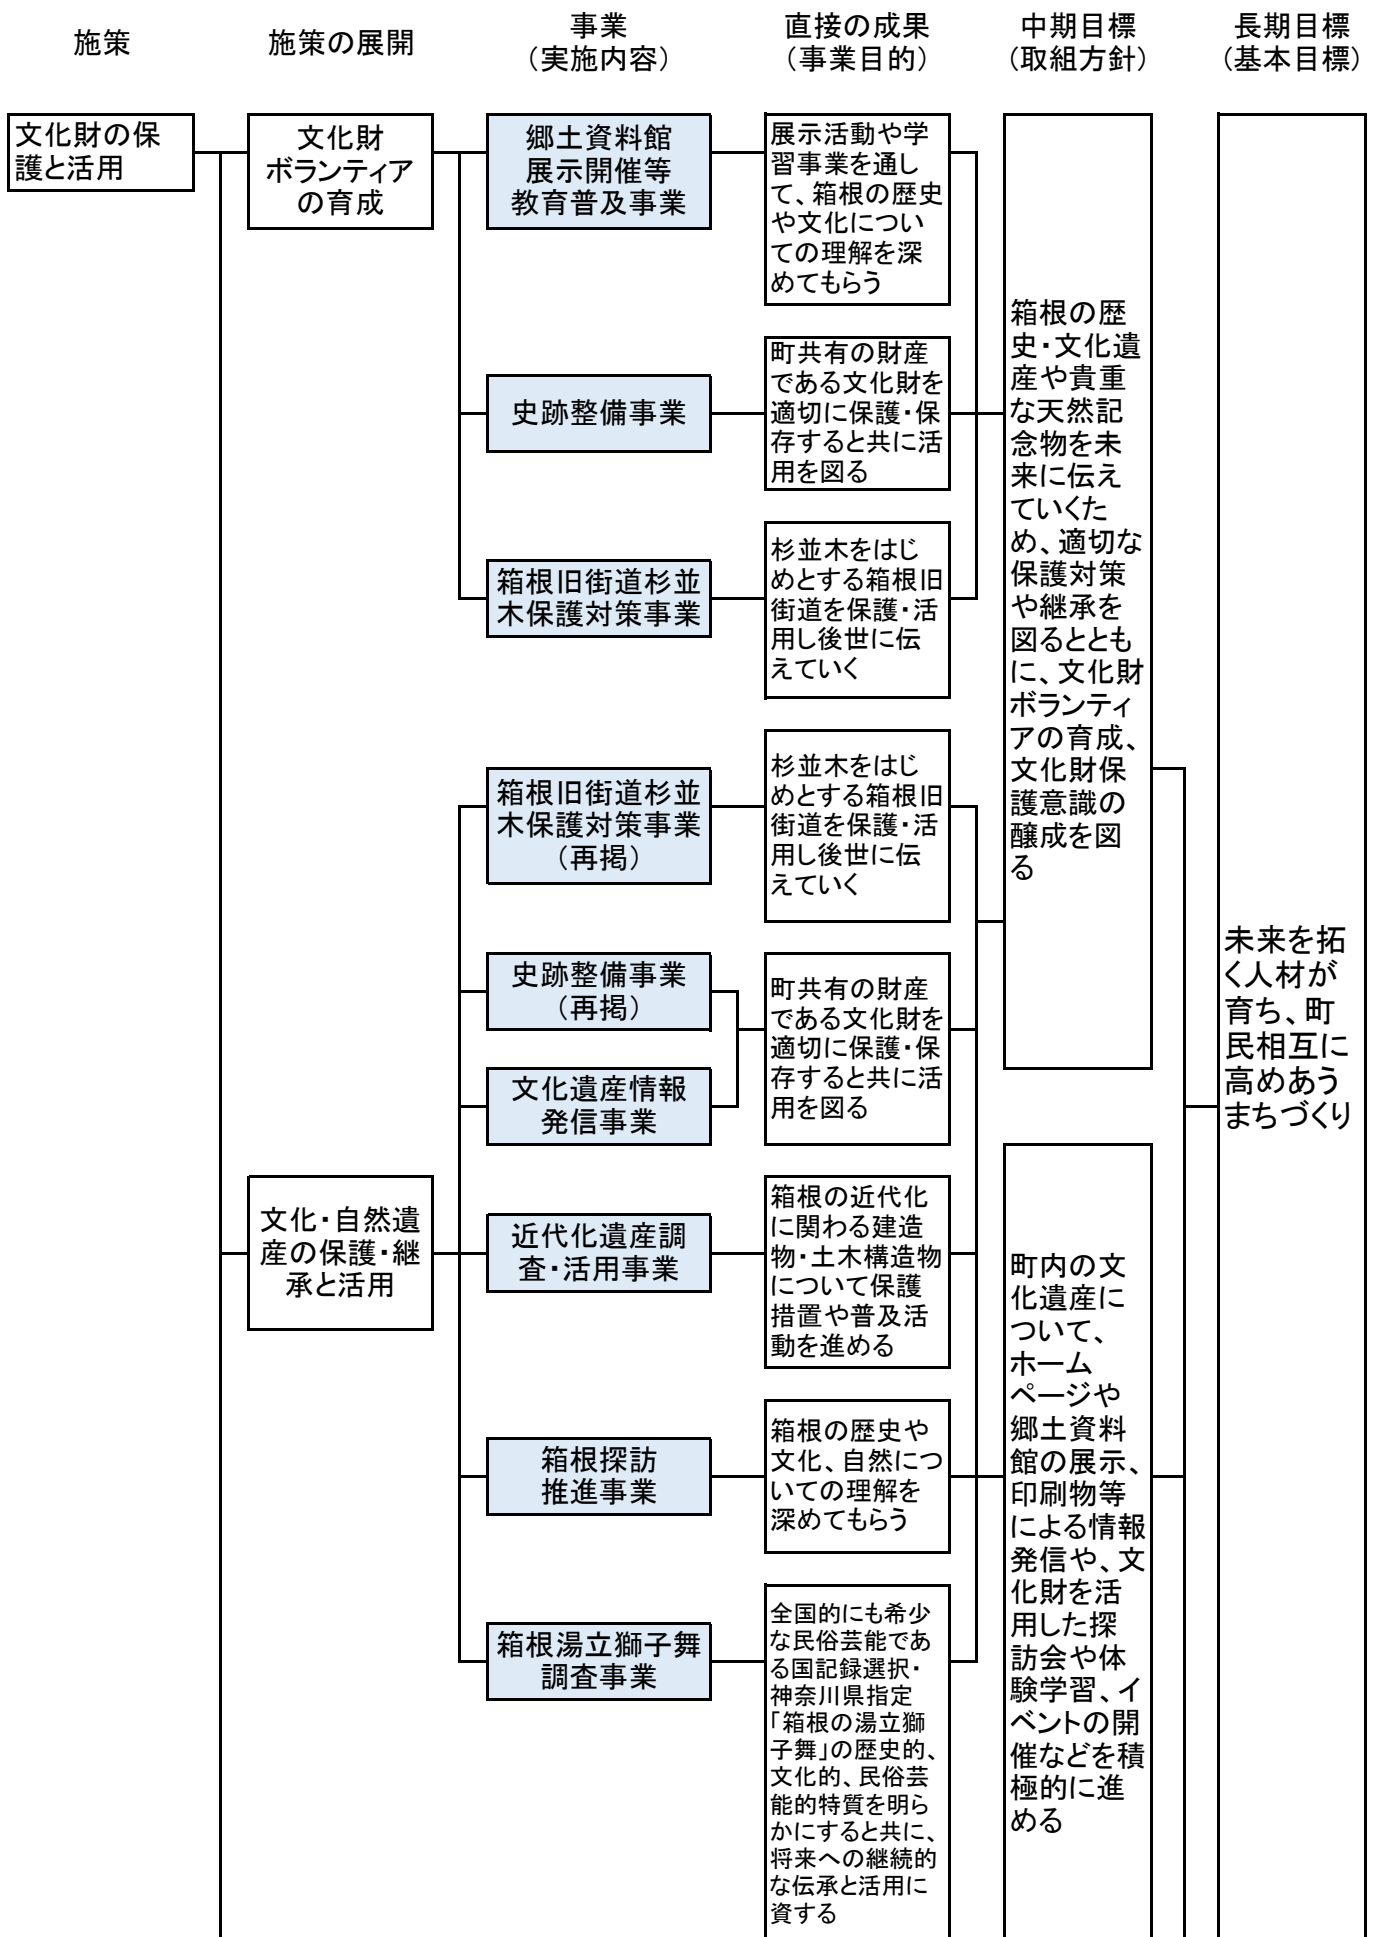 施策
施策の展開
事業
（実施内容）
直接の成果
（事業目的）
中期目標
（取組方針）
長期目標
（基本目標）
文化財の保
護と活用
文化財
ボランティア
の育成
郷土資料館
展示開催等
教育普及事業
展示活動や学
習事業を通し
て、箱根の歴史
や文化につい
ての理解を深
めてもらう
史跡整備事業
町共有の財産
である文化財を
適切に保護・保
存すると共に活
用を図る
箱根旧街道杉並
木保護対策事業
杉並木をはじ
めとする箱根旧
街道を保護・活
用し後世に伝
えていく
箱根の歴
史・文化遺
産や貴重
な天然記
念物を未
来に伝え
ていくた
め、適切な
保護対策
や継承を
図るととも
に、文化財
ボランティ
アの育成、
文化財保
護意識の
醸成を図
る
箱根旧街道杉並
木保護対策事業
（再掲）
杉並木をはじ
めとする箱根旧
街道を保護・活
用し後世に伝
えていく
史跡整備事業
（再掲）
文化遺産情報
発信事業
町共有の財産
である文化財を
適切に保護・保
存すると共に活
用を図る
未来を拓
く人材が
育ち、町
民相互に
高めあう
まちづくり
文化・自然遺
産の保護・継
承と活用
近代化遺産調
査・活用事業
箱根の近代化
に関わる建造
物・土木構造物
について保護
措置や普及活
動を進める
箱根探訪
推進事業
箱根の歴史や
文化、自然につ
いての理解を
深めてもらう
箱根湯立獅子舞
調査事業
全国的にも希少
な民俗芸能であ
る国記録選択・
神奈川県指定
「箱根の湯立獅
子舞」の歴史的、
文化的、民俗芸
能的特質を明ら
かにすると共に、
将来への継続的
な伝承と活用に
資する
町内の文
化遺産に
ついて、
ホーム
ページや
郷土資料
館の展示、
印刷物等
による情報
発信や、文
化財を活
用した探
訪会や体
験学習、イ
ベントの開
催などを積
極的に進
める